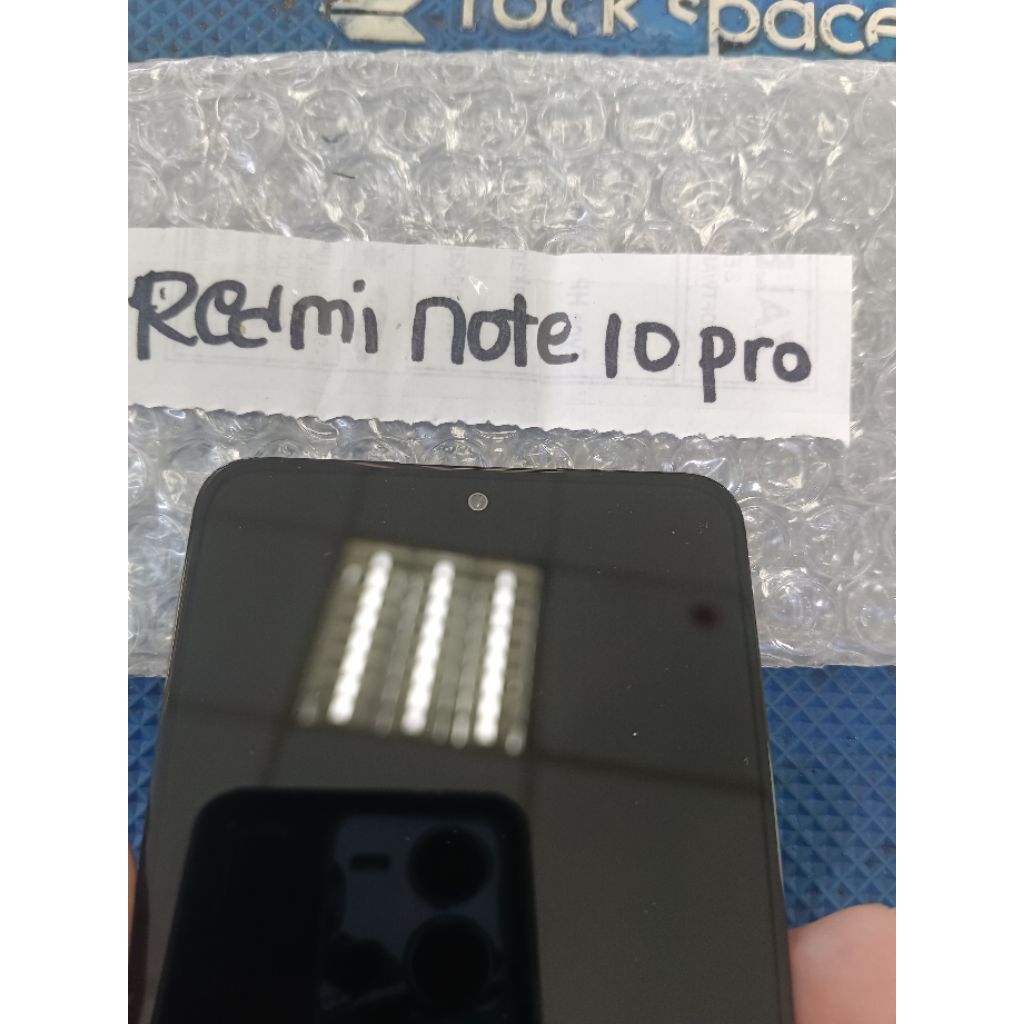 rock space
Redmi note 10 pro